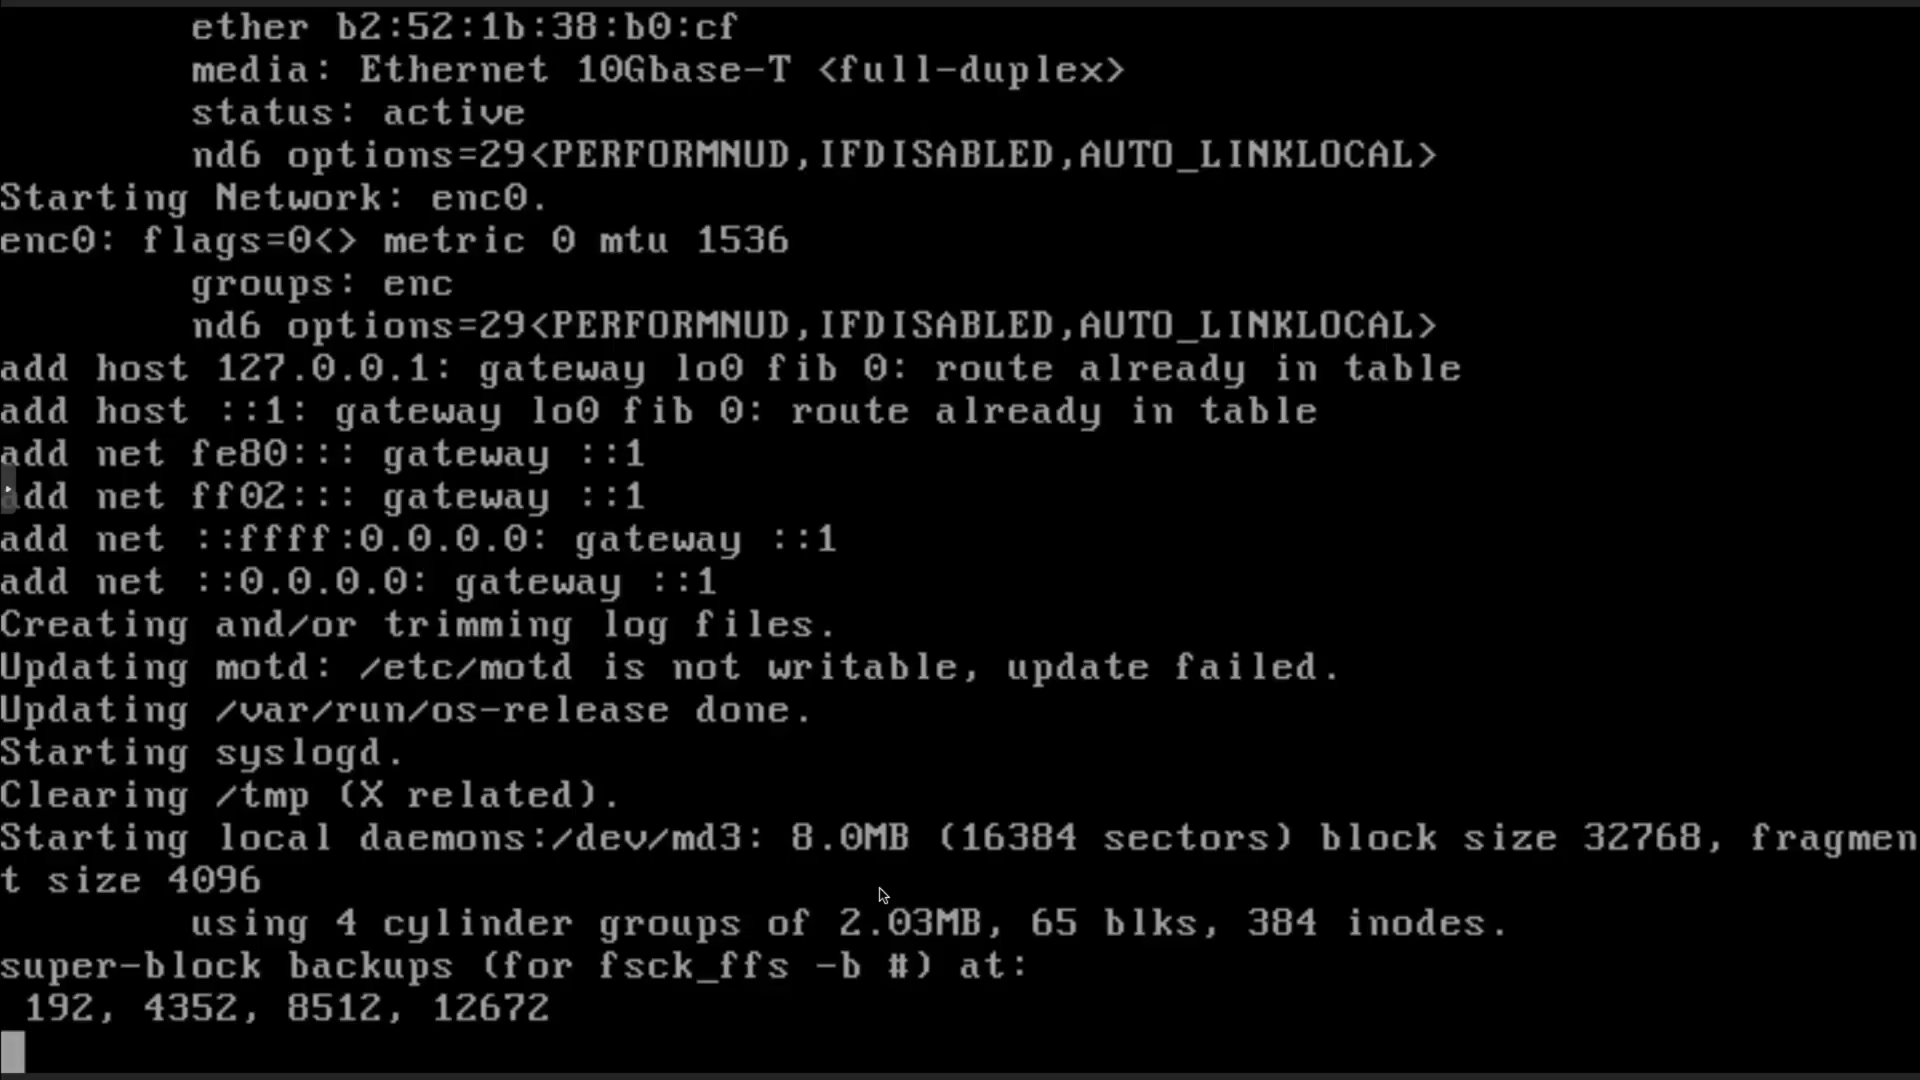 ether b2:52:1b:38:b0:cf
media: Ethernet 10Gbase-T <full-duplex>
status: active
nd6 options=29<PERFORMNUD,IFDISABLED,AUTO_LINKLOCAL>
Starting Network: enc0.
enc0: flags=0<> metric 0 mtu 1536
groups: enc
nd6 options=29<PERFORMNUD,IFDISABLED,AUTO_LINKLOCAL>
add host 127.0.0.1: gateway lo0 fib 0: route already in table
add host ::1: gateway lo0 fib 0: route already in table
add net fe80::: gateway ::1
add net ff02::: gateway ::1
add net ::ffff:0.0.0.0: gateway ::1
add net ::0.0.0.0: gateway ::1
Creating and/or trimming log files.
Updating motd: /etc/motd is not writable, update failed.
Updating /var/run/os-release done.
Starting syslogd.
Clearing /tmp (X related).
Starting local daemons:/dev/md3: 8.0MB (16384 sectors) block size 32768, fragmen
t size 4096
using 4 cylinder groups of 2.03MB, 65 blks, 384 inodes.
super-block backups (for fsck_ffs -b #) at:
192, 4352, 8512, 12672